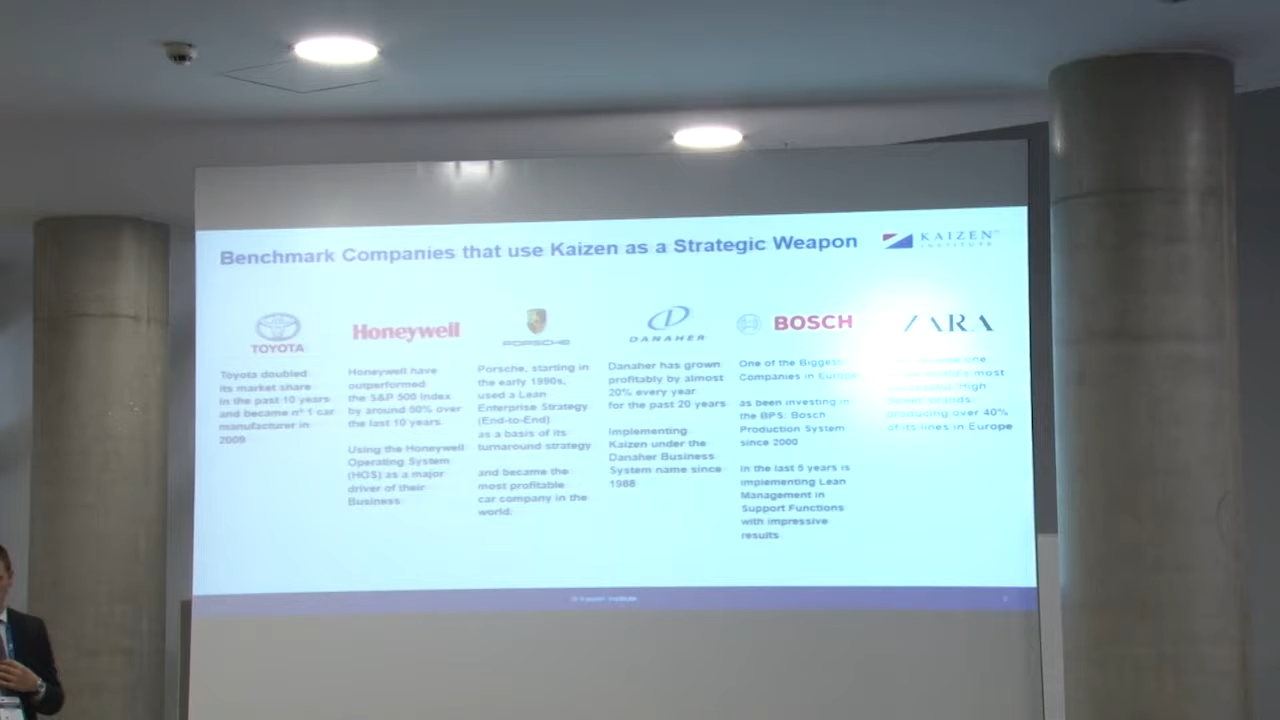 Benchmark Companies that use Kaizen as a Strategic Weapon
KAIZEN
INSTITUTE
TOYOTA
Toyota doubled
its market share
in the past 10 years
and became nº 1 car
manufacturer in
2009
Honeywell
Honeywell have
outperformed
the S&P 500 Index
by around 50% over
the last 10 years.
Using the Honeywell
Operating System
(HOS) as a major
driver of their
Business
PORSCHE
Porsche, starting in
the early 1990s,
used a Lean
Enterprise Strategy
(End-to-End)
as a basis of its
turnaround strategy
and became the
most profitable
car company in the
world.
DANAHER
Danaher has grown
profitably by almost
20% every year
for the past 20 years
Implementing
Kaizen under the
Danaher Business
System name since
1988
BOSCH
One of the Biggest
Companies in Europe
as been investing in
the BPS: Bosch
Production System
since 2000
In the last 5 years is
implementing Lean
Management in
Support Functions
with impressive
results
ZARA
one
most
High
brands,
producing over 40%
of its lines in Europe
© Kaizen Institute